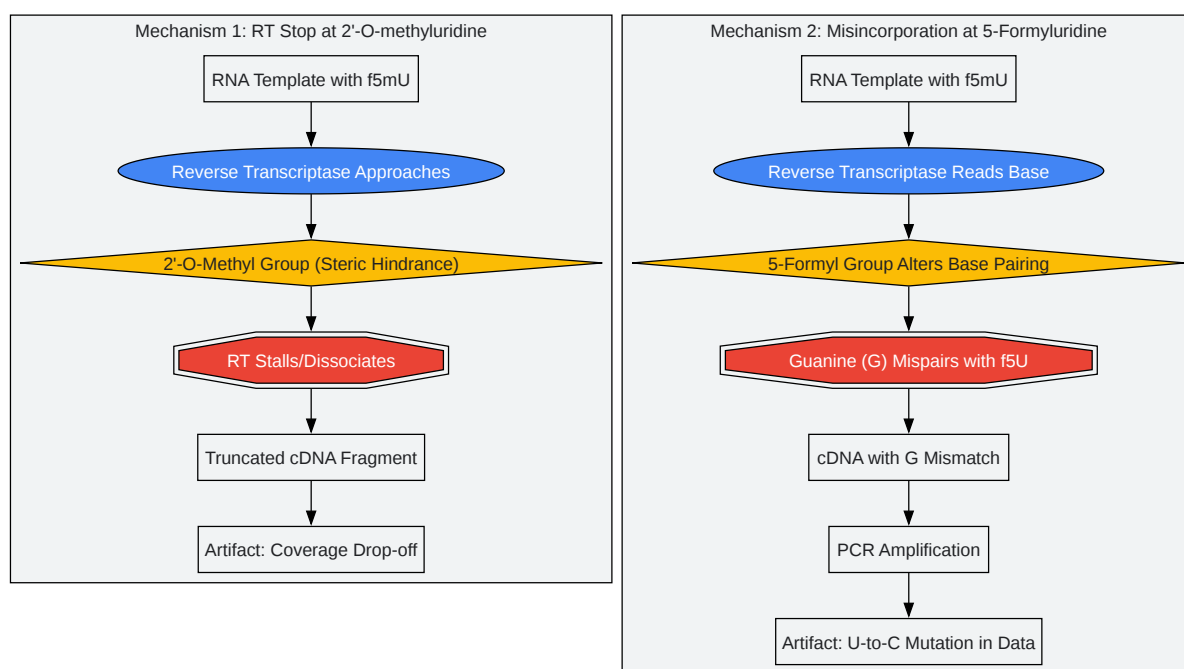 Mechanism 1: RT Stop at 2'-O-methyluridine
RNA Template with f5mU
Reverse Transcriptase Approaches
2'-O-Methyl Group (Steric Hindrance)
RT Stalls/Dissociates
Truncated cDNA Fragment
Artifact: Coverage Drop-off
Mechanism 2: Misincorporation at 5-Formyluridine
RNA Template with f5mU
Reverse Transcriptase Reads Base
5-Formyl Group Alters Base Pairing
Guanine (G) Mispairs with f5U
cDNA with G Mismatch
PCR Amplification
Artifact: U-to-C Mutation in Data